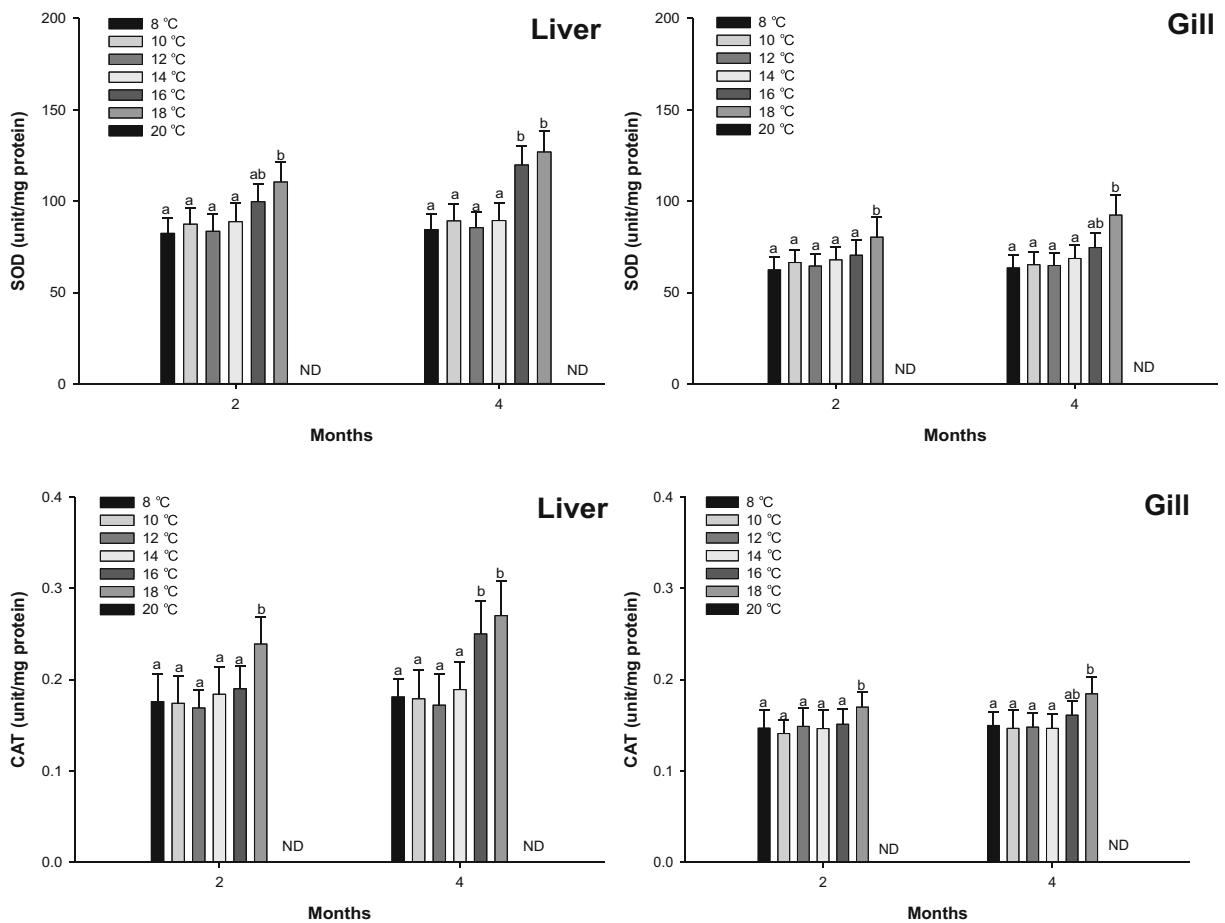 Liver
SOD (unit/mg protein)
200
150
100
50
0
8 ℃
10 ℃
12 ℃
14 ℃
16 ℃
18 ℃
20 ℃
a a a a ab b ND
a a a a b b ND
2 4
Months
Gill
SOD (unit/mg protein)
200
150
100
50
0
8 ℃
10 ℃
12 ℃
14 ℃
16 ℃
18 ℃
20 ℃
a a a a a b ND
a a a a ab b ND
2 4
Months
Liver
CAT (unit/mg protein)
0.4
0.3
0.2
0.1
0.0
8 ℃
10 ℃
12 ℃
14 ℃
16 ℃
18 ℃
20 ℃
a a a a a b ND
a a a a b b ND
2 4
Months
Gill
CAT (unit/mg protein)
0.4
0.3
0.2
0.1
0.0
8 ℃
10 ℃
12 ℃
14 ℃
16 ℃
18 ℃
20 ℃
a a a a a b ND
a a a a ab b ND
2 4
Months